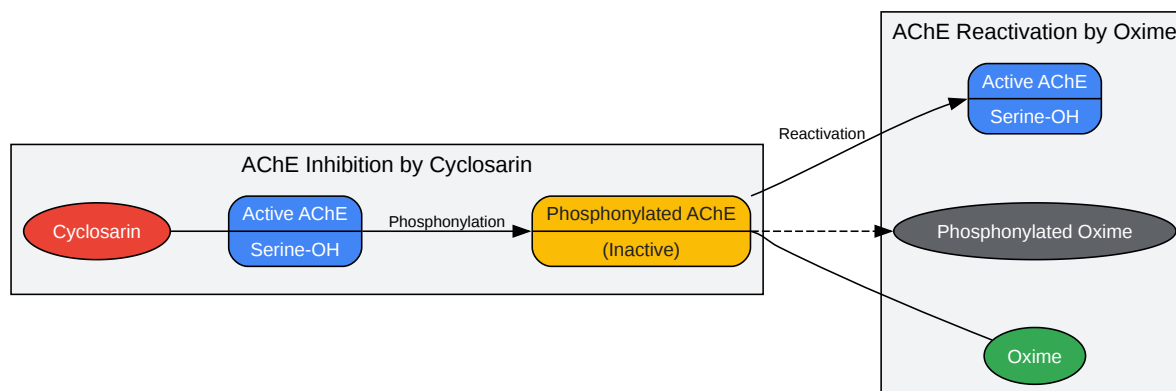 AChE Reactivation by Oxime
Active AChE
Serine-OH
Reactivation
AChE Inhibition by Cyclosarin
Cyclosarin
Active AChE
Serine-OH
Phosphonylation
Phosphonylated AChE
(Inactive)
Phosphonylated Oxime
Oxime